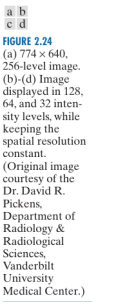 a b
c d
FIGURE 2.24
(a) 774 × 640,
256-level image.
(b)-(d) Image
displayed in 128,
64, and 32 inten-
sity levels, while
keeping the
spatial resolution
constant.
(Original image
courtesy of the
Dr. David R.
Pickens,
Department of
Radiology &
Radiological
Sciences,
Vanderbilt
University
Medical Center.)